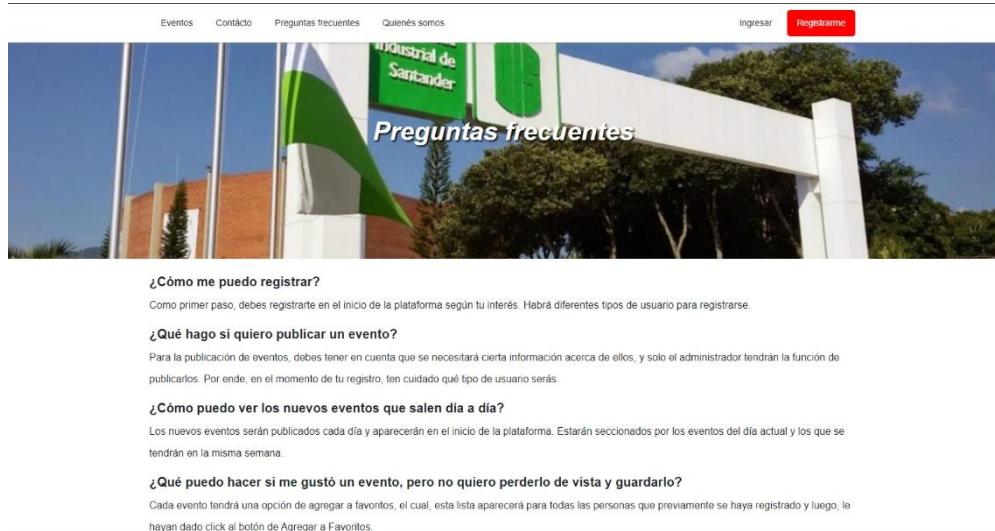 Eventos Contácto Preguntas frecuentes Quienés somos Ingresar Registrarme
Industrial de
Santander
Preguntas frecuentes
¿Cómo me puedo registrar?
Como primer paso, debes registrarte en el inicio de la plataforma según tu interés. Habrá diferentes tipos de usuario para registrarse.
¿Qué hago si quiero publicar un evento?
Para la publicación de eventos, debes tener en cuenta que se necesitará cierta información acerca de ellos, y solo el administrador tendrán la función de
publicarlos. Por ende, en el momento de tu registro, ten cuidado qué tipo de usuario serás.
¿Cómo puedo ver los nuevos eventos que salen día a día?
Los nuevos eventos serán publicados cada día y aparecerán en el inicio de la plataforma. Estarán seccionados por los eventos del día actual y los que se
tendrán en la misma semana.
¿Qué puedo hacer si me gustó un evento, pero no quiero perderlo de vista y guardarlo?
Cada evento tendrá una opción de agregar a favoritos, el cual, esta lista aparecerá para todas las personas que previamente se haya registrado y luego, le
hayan dado click al botón de Agregar a Favoritos.